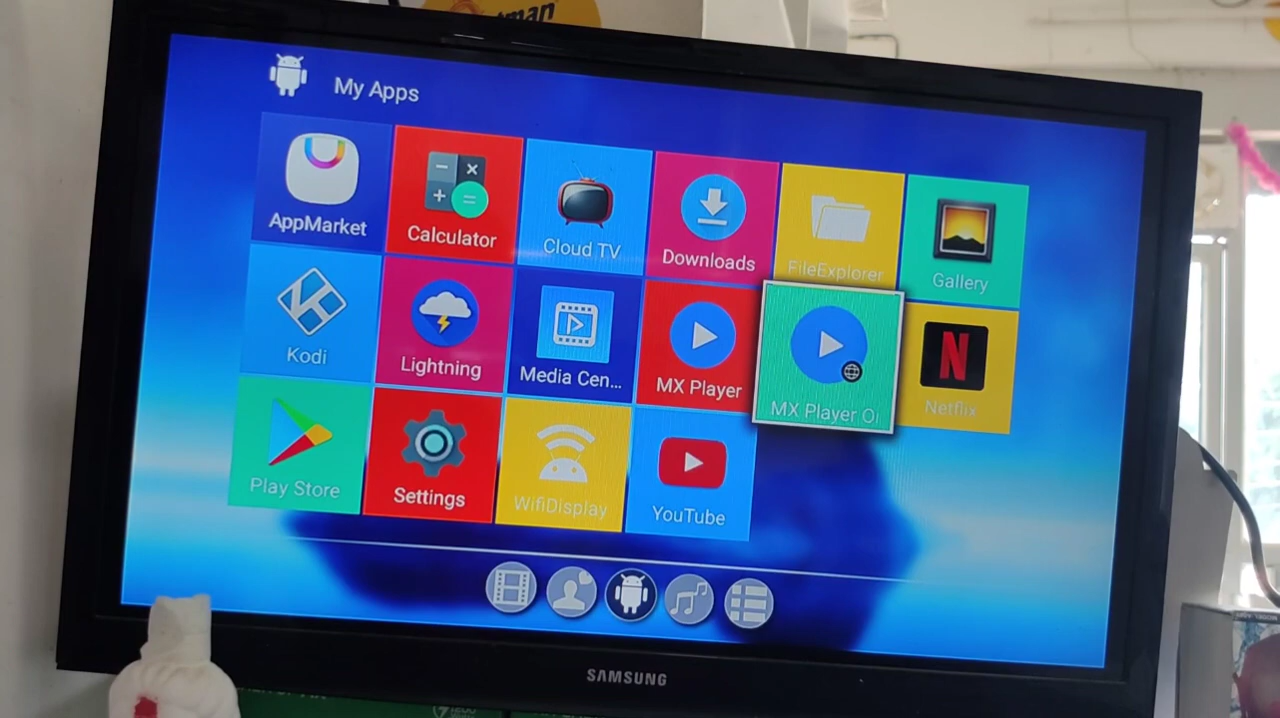 My Apps
AppMarket
Calculator
Cloud TV
Downloads
FileExplorer
Gallery
Kodi
Lightning
Media Cen...
MX Player
MX Player
Netflix
Play Store
Settings
WifiDisplay
YouTube
SAMSUNG